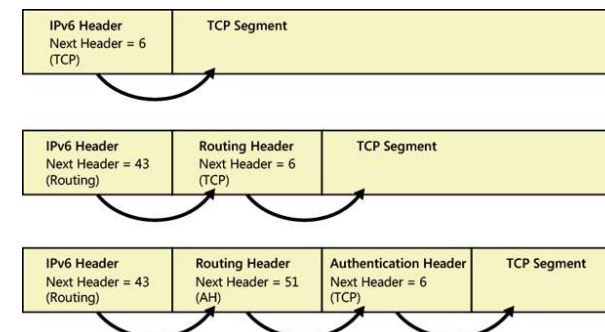 IPv6 Header
Next Header = 6
(TCP)
TCP Segment
IPv6 Header
Next Header = 43
(Routing)
Routing Header
Next Header = 6
(TCP)
TCP Segment
IPv6 Header
Next Header = 43
(Routing)
Routing Header
Next Header = 51
(AH)
Authentication Header
Next Header = 6
(TCP)
TCP Segment